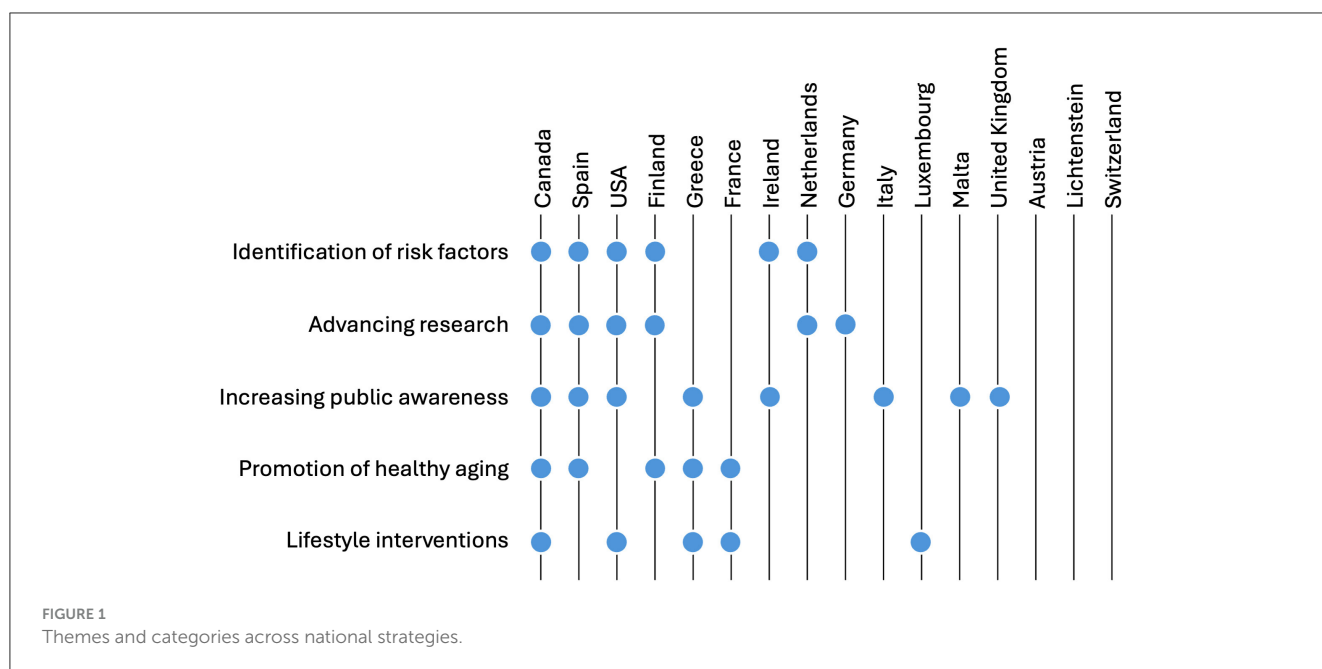 Canada
Spain
USA
Finland
Greece
France
Ireland
Netherlands
Germany
Italy
Luxembourg
Malta
United Kingdom
Austria
Lichtenstein
Switzerland
Identification of risk factors
Advancing research
Increasing public awareness
Promotion of healthy aging
Lifestyle interventions
FIGURE 1
Themes and categories across national strategies.